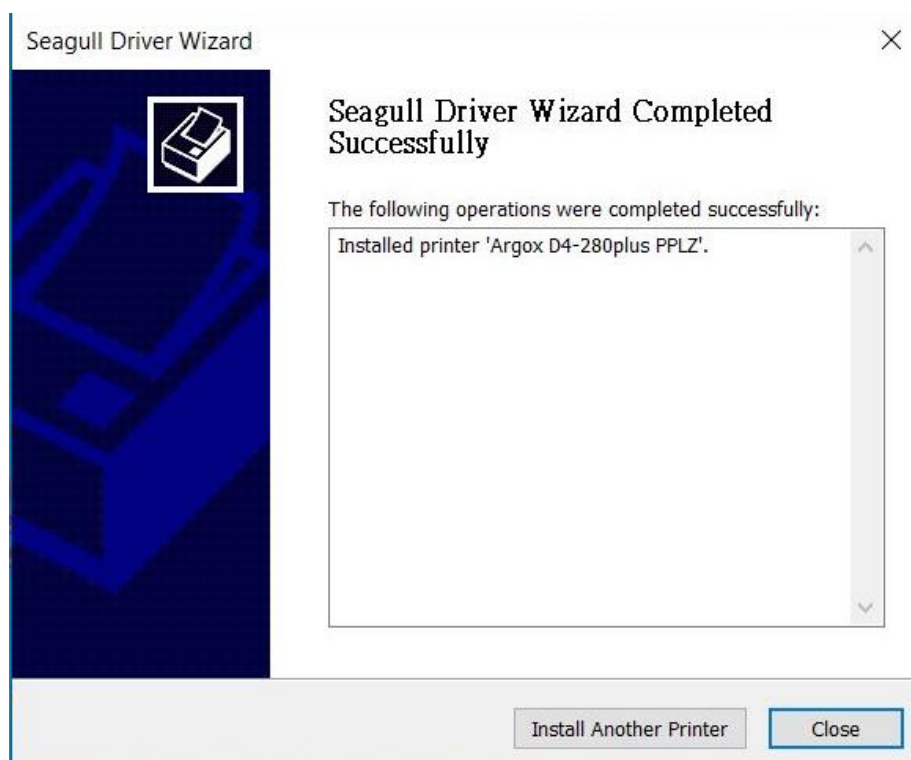 Seagull Driver Wizard
Seagull Driver Wizard Completed
Successfully
The following operations were completed successfully:
Installed printer 'Argox D4-280plus PPLZ'.
Install Another Printer
Close